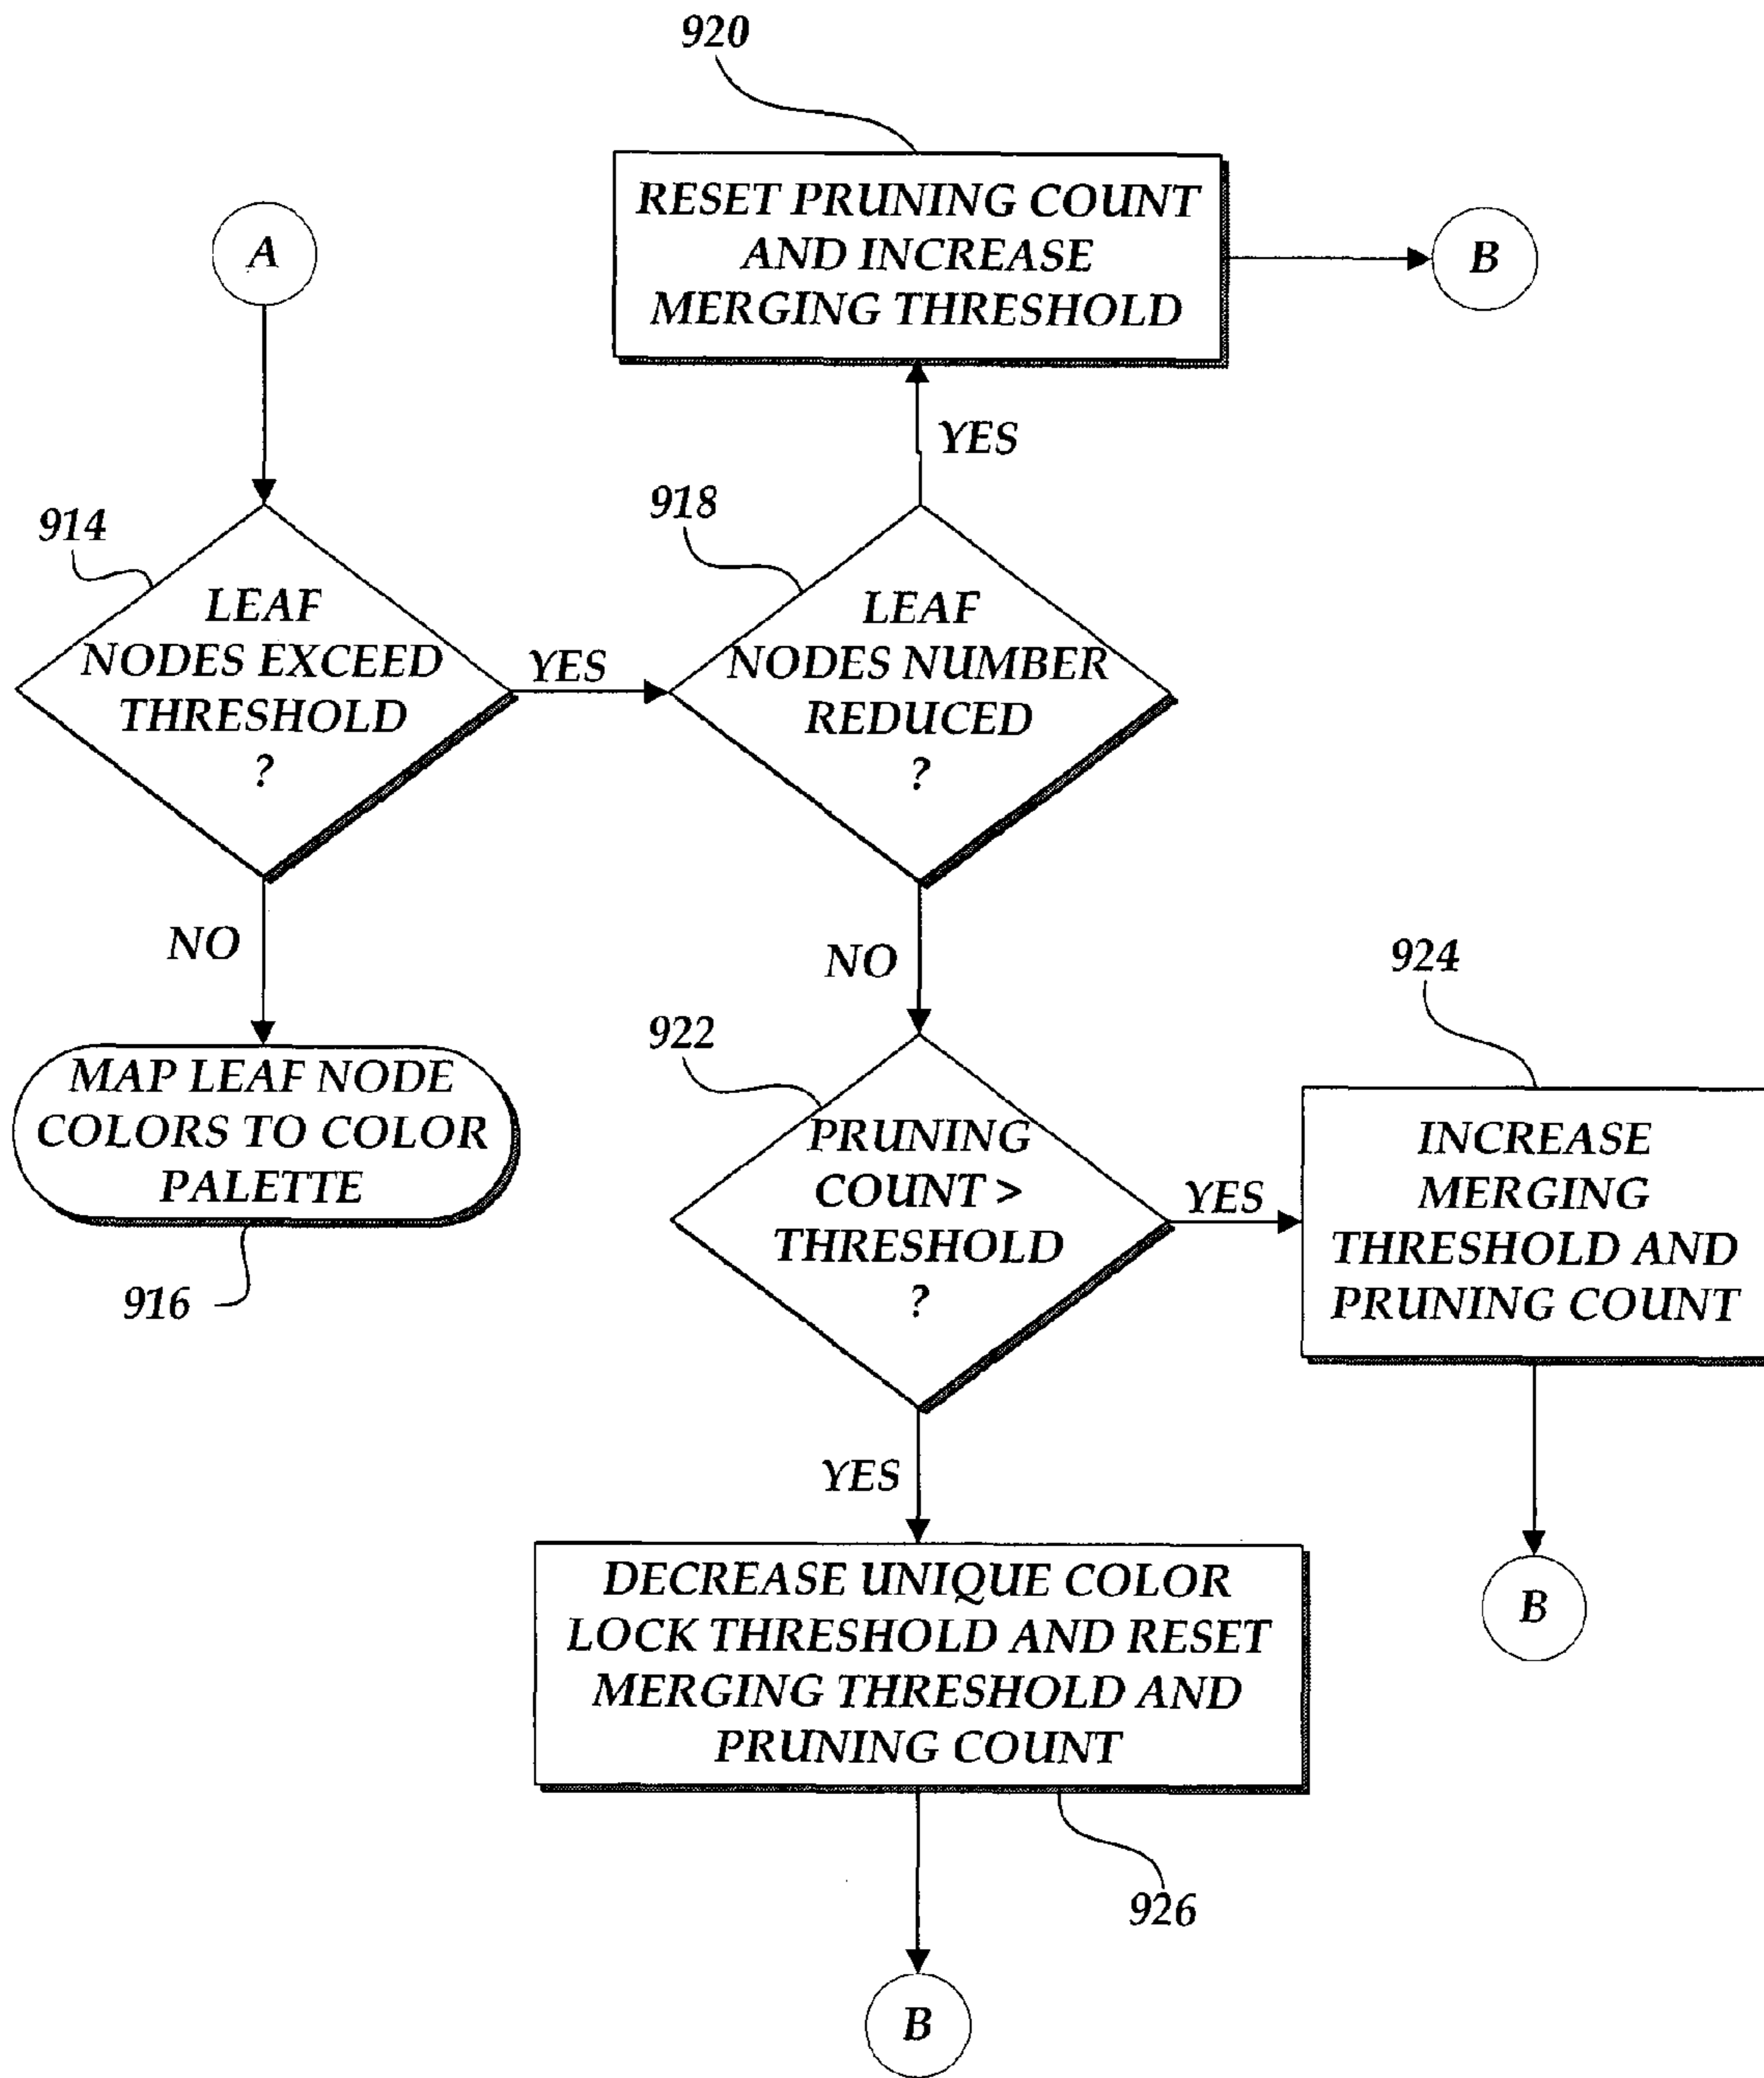 920
RESET PRUNING COUNT
AND INCREASE
MERGING THRESHOLD
A
B
YES
914
918
LEAF
NODES EXCEED
THRESHOLD
?
YES
LEAF
NODES NUMBER
REDUCED
?
NO
NO
924
922
MAP LEAF NODE
COLORS TO COLOR
PALETTE
916
PRUNING
COUNT >
THRESHOLD
?
YES
INCREASE
MERGING
THRESHOLD AND
PRUNING COUNT
YES
B
DECREASE UNIQUE COLOR
LOCK THRESHOLD AND RESET
MERGING THRESHOLD AND
PRUNING COUNT
926
B